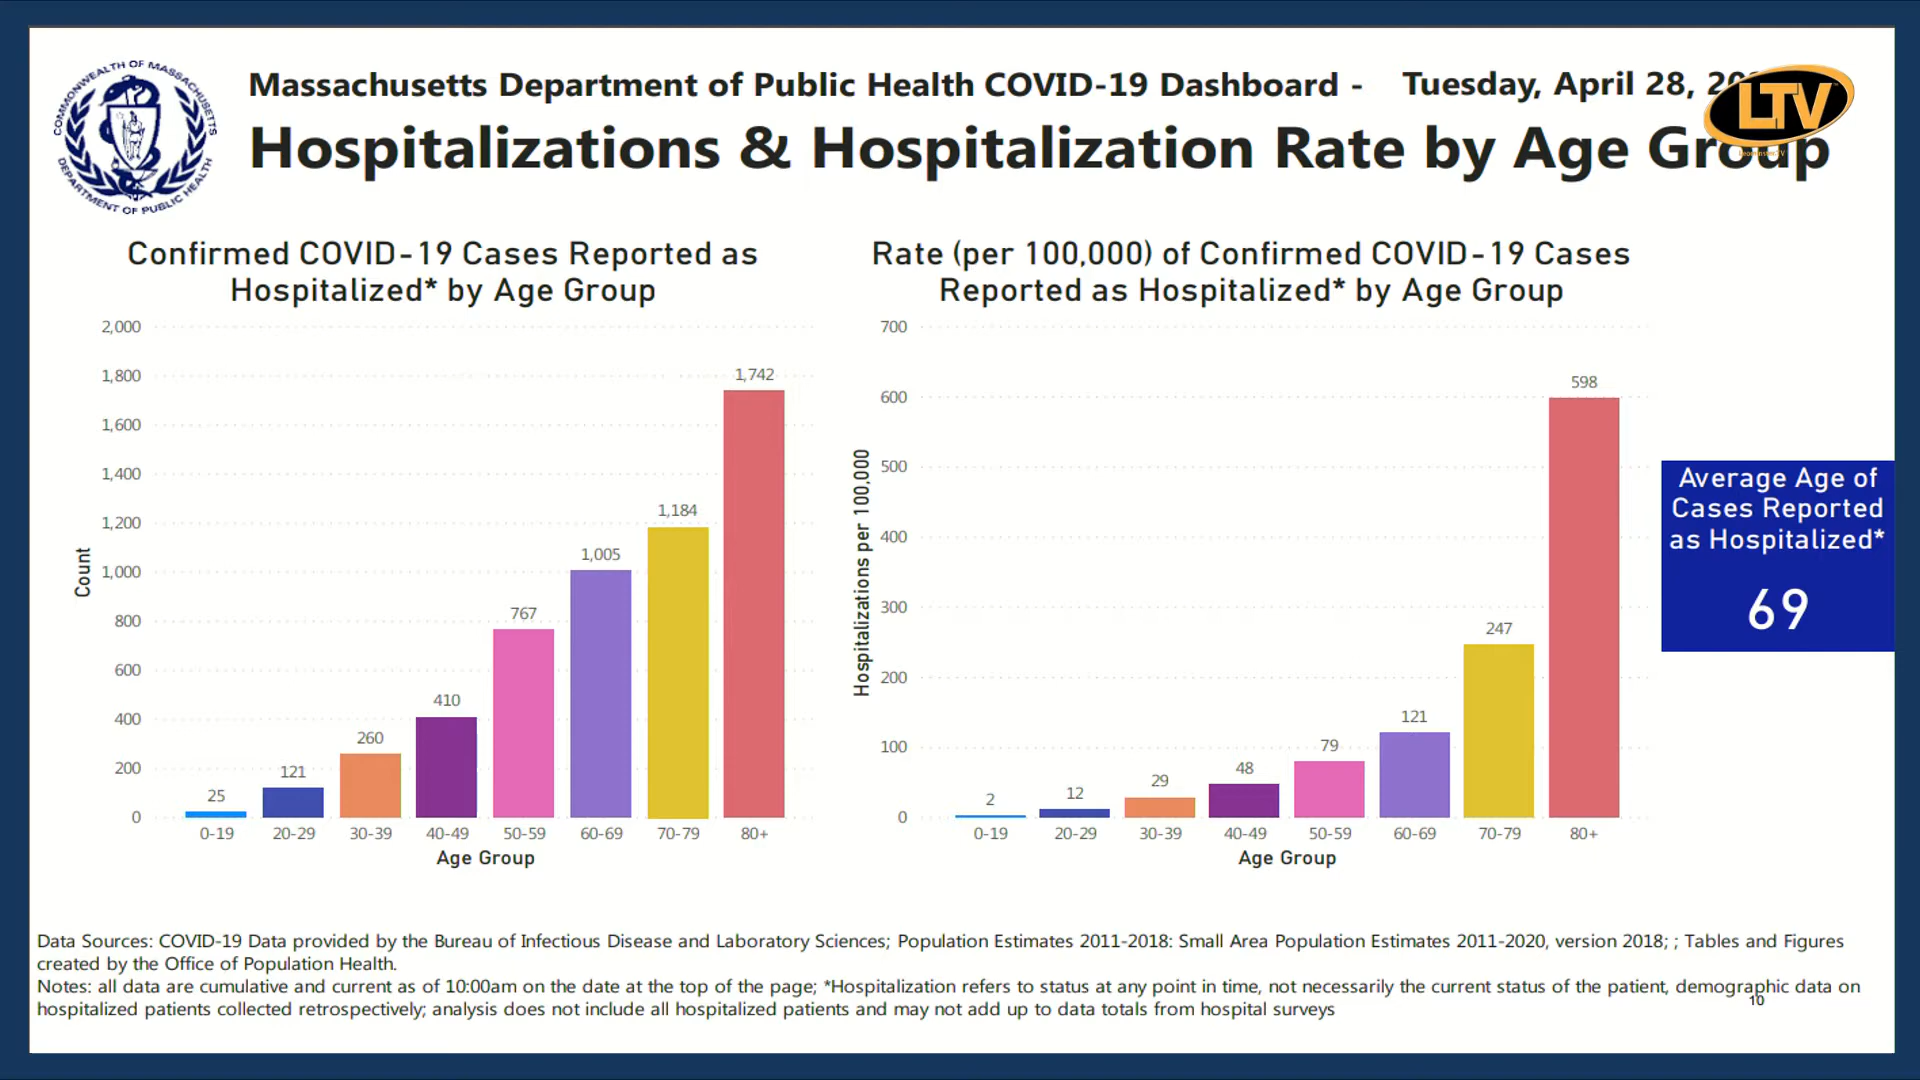 COMMONWEALTH OF MASSACHUSETTS
DEPARTMENT OF PUBLIC HEALTH
Massachusetts Department of Public Health COVID-19 Dashboard - Tuesday, April 28,
LTV
Hospitalizations & Hospitalization Rate by Age Group
Confirmed COVID-19 Cases Reported as
Hospitalized* by Age Group
2,000
1,800
1,600
1,400
1,200
1,000
800
600
400
200
0
Count
25
121
260
410
767
1,005
1,184
1,742
0-19
20-29
30-39
40-49
50-59
60-69
70-79
80+
Age Group
Rate (per 100,000) of Confirmed COVID-19 Cases
Reported as Hospitalized* by Age Group
700
600
500
400
300
200
100
0
Hospitalizations per 100,000
2
12
29
48
79
121
247
598
0-19
20-29
30-39
40-49
50-59
60-69
70-79
80+
Age Group
Average Age of
Cases Reported
as Hospitalized*
69
Data Sources: COVID-19 Data provided by the Bureau of Infectious Disease and Laboratory Sciences; Population Estimates 2011-2018: Small Area Population Estimates 2011-2020, version 2018; ; Tables and Figures
created by the Office of Population Health.
Notes: all data are cumulative and current as of 10:00am on the date at the top of the page; *Hospitalization refers to status at any point in time, not necessarily the current status of the patient, demographic data on
hospitalized patients collected retrospectively; analysis does not include all hospitalized patients and may not add up to data totals from hospital surveys
10